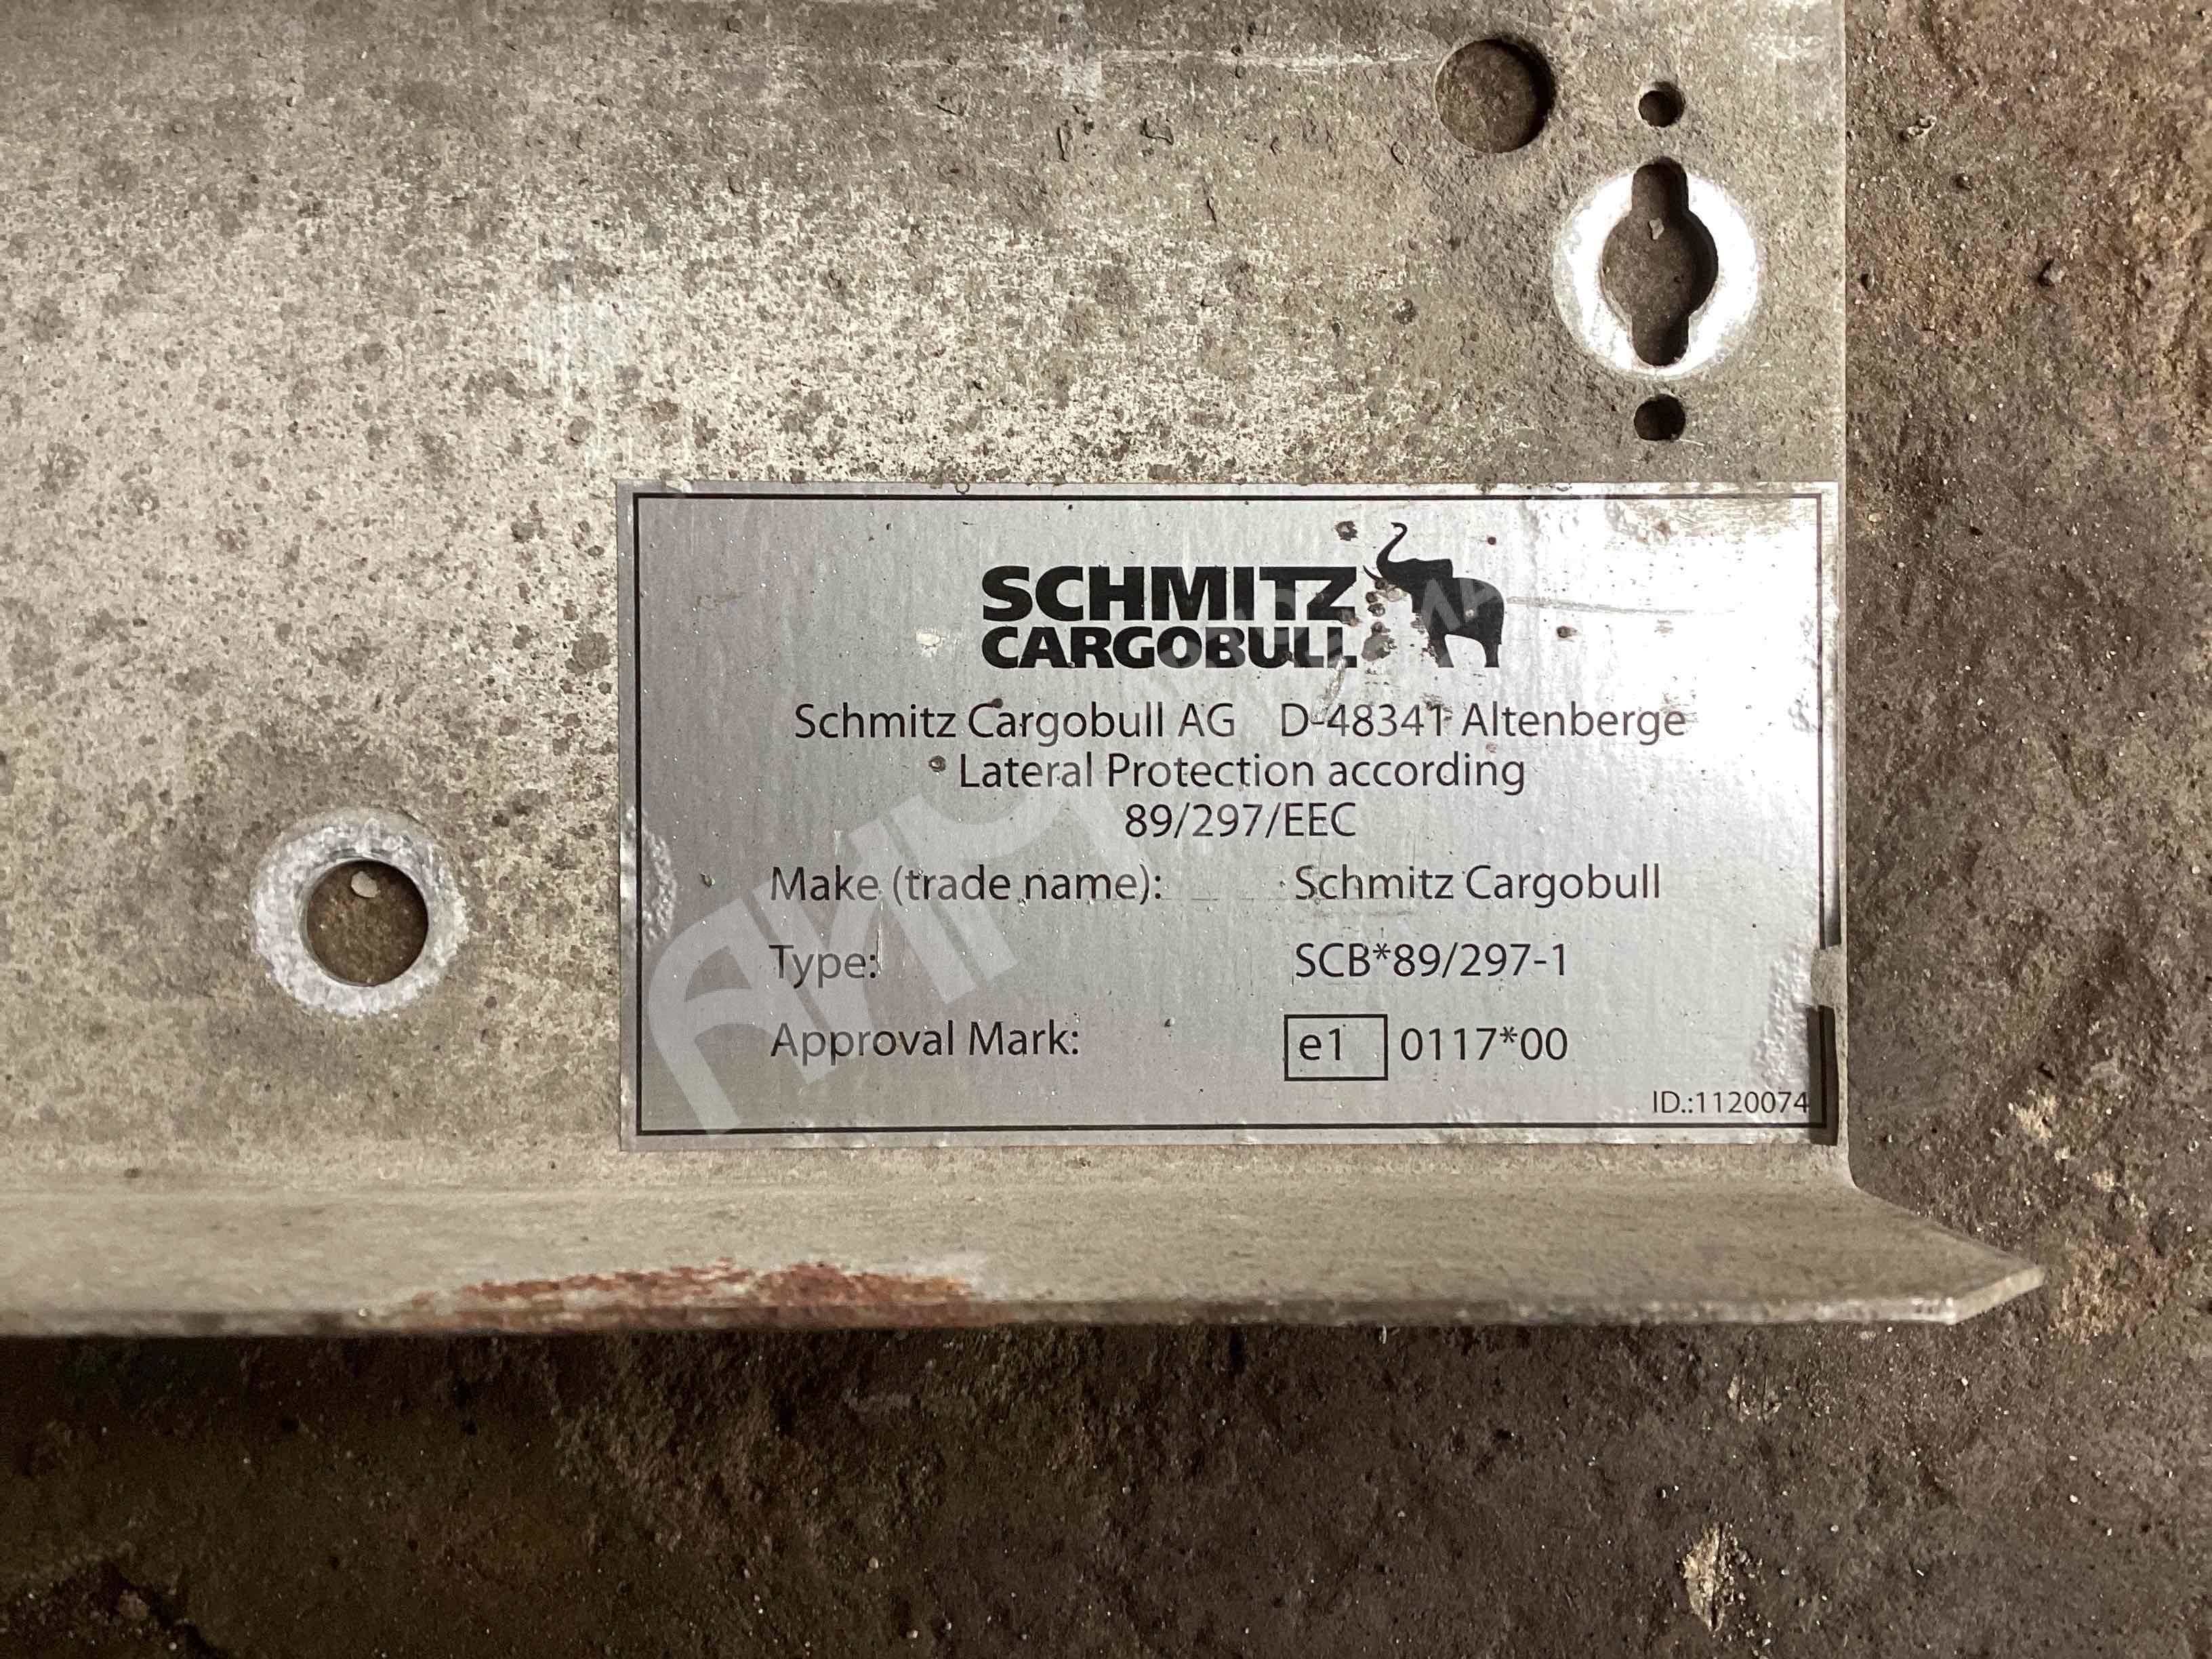 SCHMITZ
CARGOBULL
Schmitz Cargobull AG D-48341 Altenberge
Lateral Protection according
89/297/EEC
Make (trade name): Schmitz Cargobull
Type: SCB*89/297-1
Approval Mark: e1 0117*00
ID.:1120074